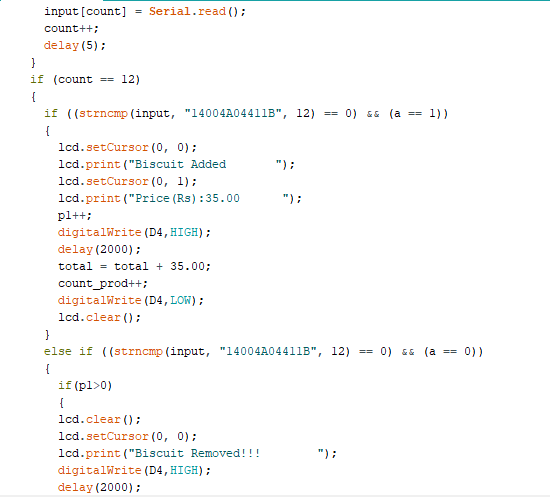 input[count] = Serial.read();
count++;
delay(5);
}
if (count == 12)
{
if ((strncmp(input, "14004A04411B", 12) == 0) && (a == 1))
{
lcd.setCursor(0, 0);
lcd.print("Biscuit Added       ");
lcd.setCursor(0, 1);
lcd.print("Price(Rs):35.00      ");
p1++;
digitalWrite(D4,HIGH);
delay(2000);
total = total + 35.00;
count_prod++;
digitalWrite(D4,LOW);
lcd.clear();
}
else if ((strncmp(input, "14004A04411B", 12) == 0) && (a == 0))
{
if(p1>0)
{
lcd.clear();
lcd.setCursor(0, 0);
lcd.print("Biscuit Removed!!!        ");
digitalWrite(D4,HIGH);
delay(2000);